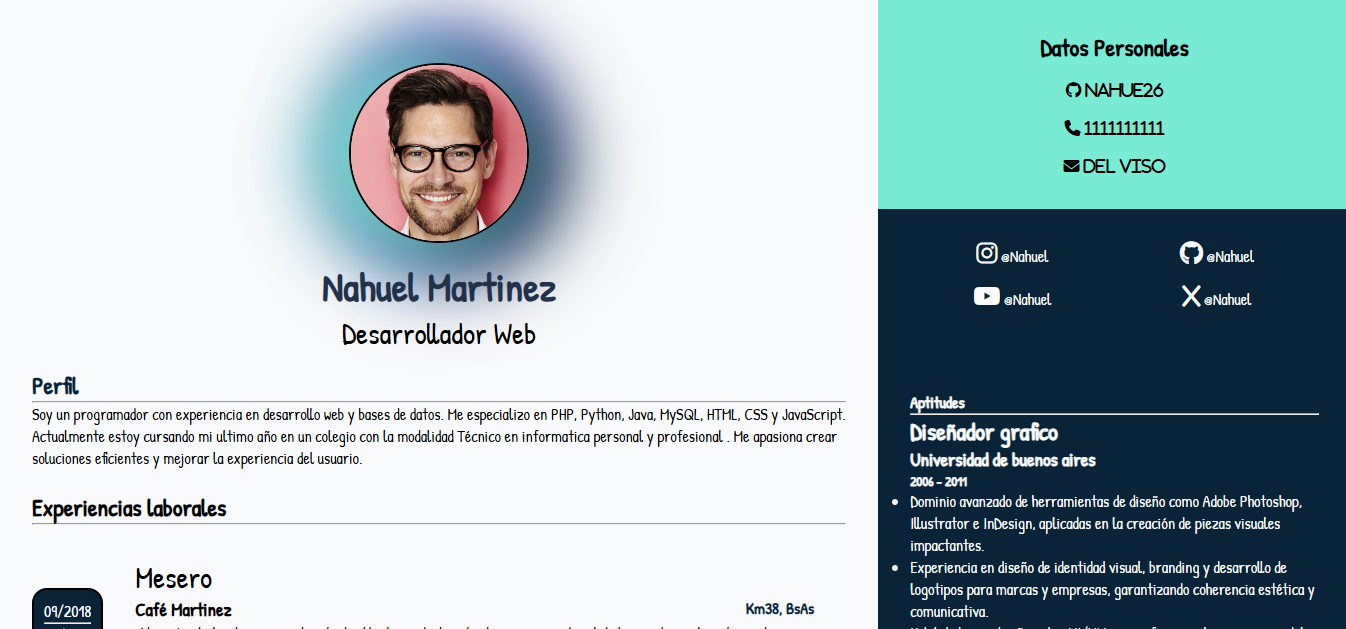 Nahuel Martinez
Desarrollador Web
Perfil
Soy un programador con experiencia en desarrollo web y bases de datos. Me especializo en PHP, Python, Java, MySQL, HTML, CSS y JavaScript.
Actualmente estoy cursando mi ultimo año en un colegio con la modalidad Técnico en informatica personal y profesional . Me apasiona crear
soluciones eficientes y mejorar la experiencia del usuario.
Experiencias laborales
Mesero
09/2018
Café Martinez
Km38, BsAs
Datos Personales
NAHUE26
1111111111
DEL VISO
@Nahuel
@Nahuel
@Nahuel
@Nahuel
Aptitudes
Diseñador grafico
Universidad de buenos aires
2006 - 2011
Dominio avanzado de herramientas de diseño como Adobe Photoshop,
Illustrator e InDesign, aplicadas en la creación de piezas visuales
impactantes.
Experiencia en diseño de identidad visual, branding y desarrollo de
logotipos para marcas y empresas, garantizando coherencia estética y
comunicativa.